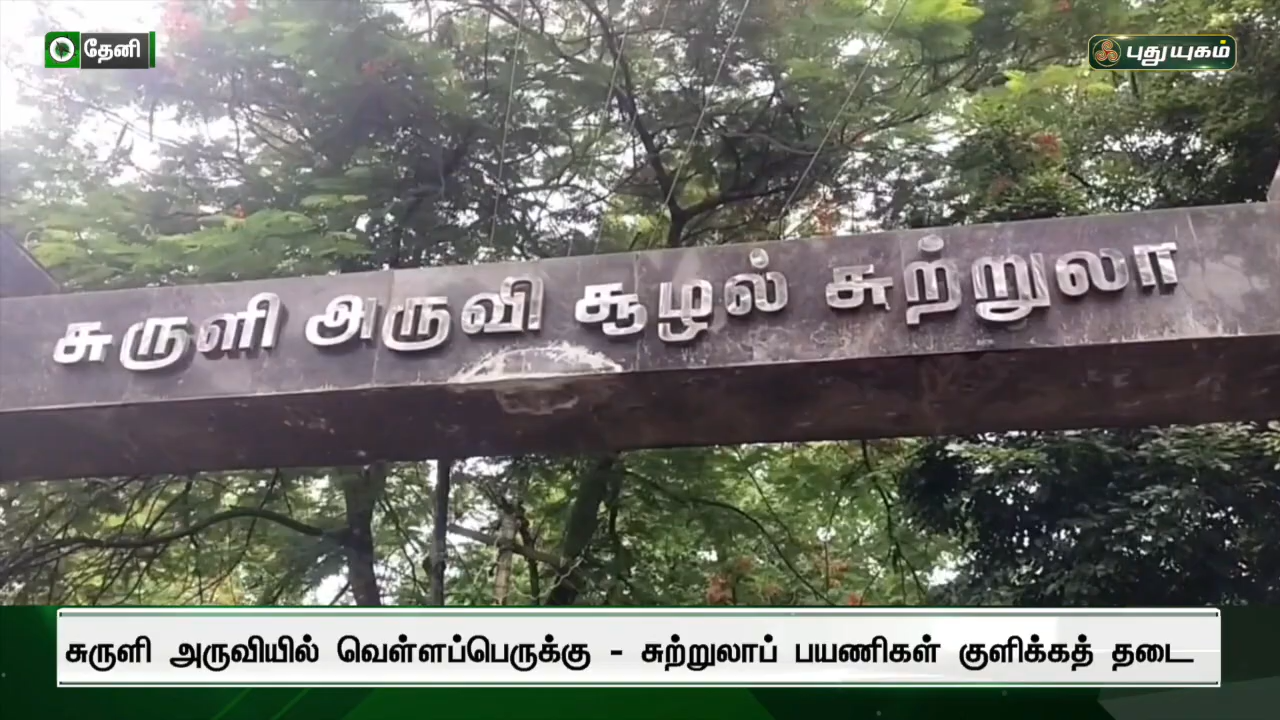 தேனி
புதுயுகம்
சுருளி அருவி சூழல் சுற்றுலா
சுருளி அருவியில் வெள்ளப்பெருக்கு - சுற்றுலாப் பயணிகள் குளிக்கத் தடை